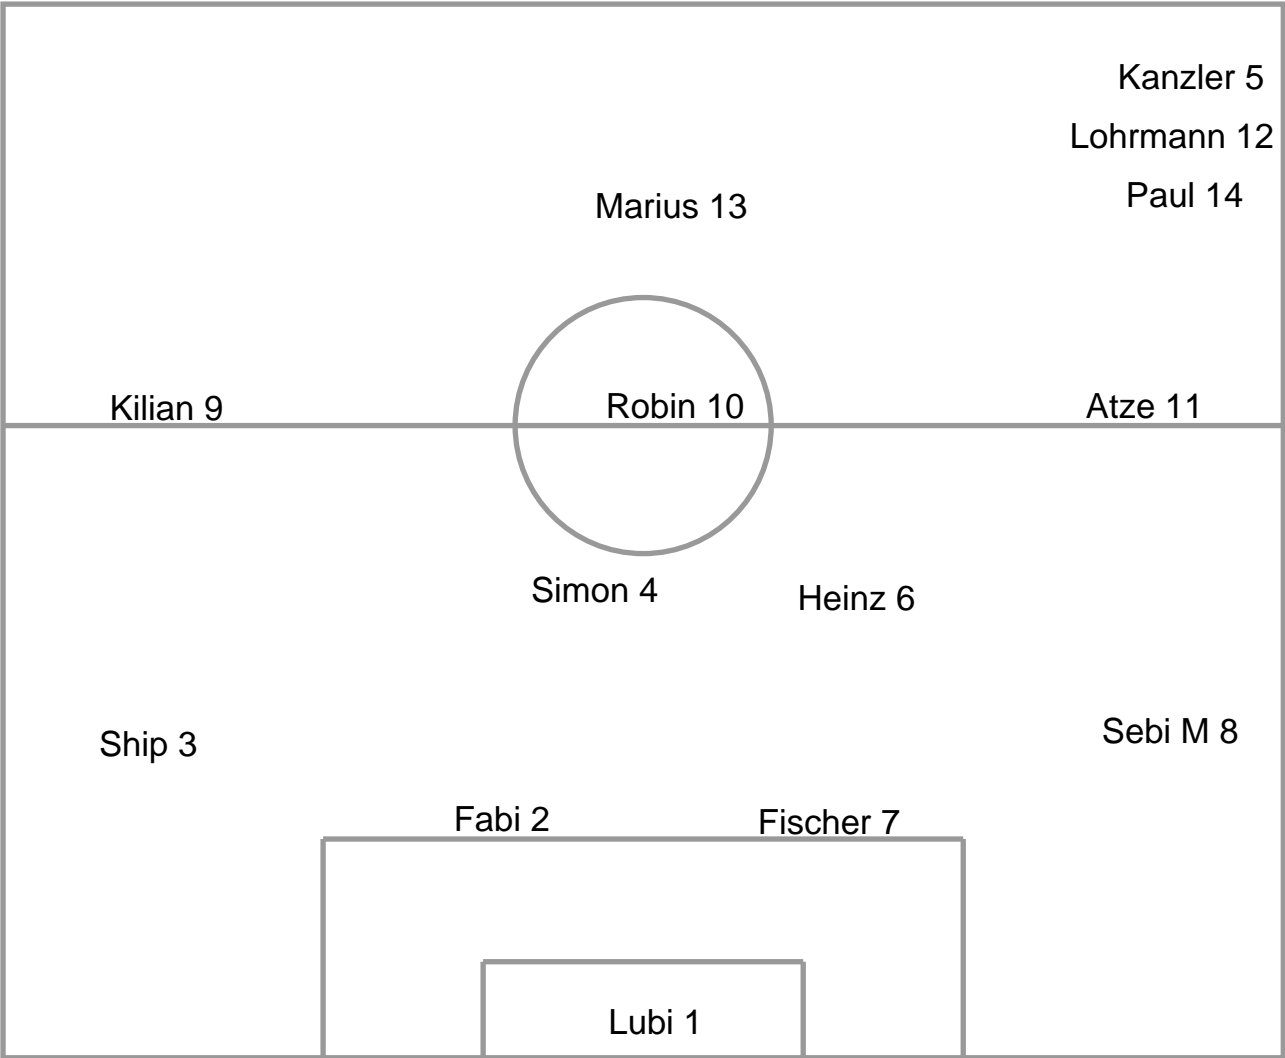 Kanzler 5
Lohrmann 12
Paul 14
Marius 13
Kilian 9
Robin 10
Atze 11
Simon 4
Heinz 6
Ship 3
Sebi M 8
Fabi 2
Fischer 7
Lubi 1